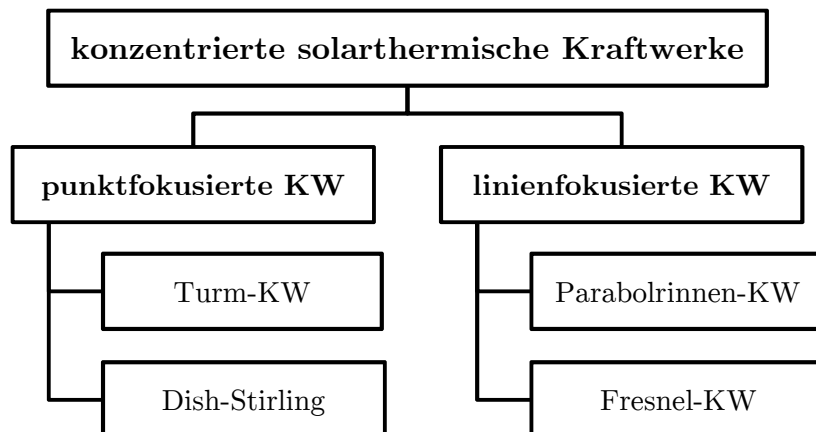 konzentrierte solarthermische Kraftwerke
punktfokusierte KW
linienfokusierte KW
Turm-KW
Parabolrinnen-KW
Dish-Stirling
Fresnel-KW